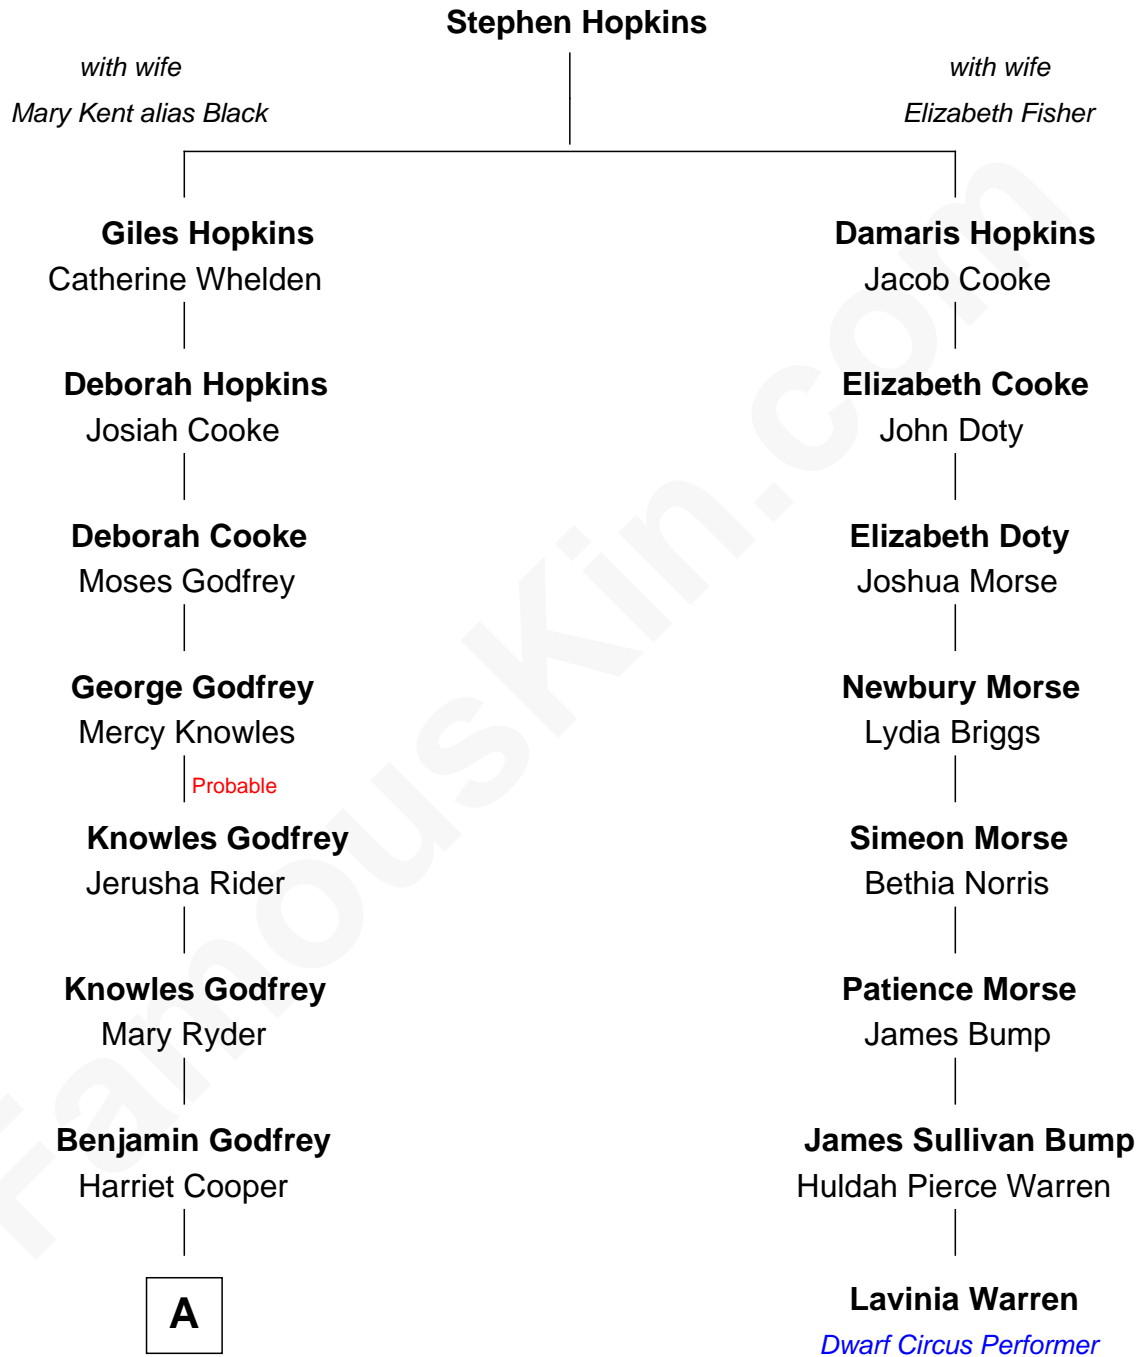 Stephen Hopkins
with wife
Mary Kent alias Black
with wife
Elizabeth Fisher
Giles Hopkins
Catherine Whelden
Damaris Hopkins
Jacob Cooke
Deborah Hopkins
Josiah Cooke
Elizabeth Cooke
John Doty
Deborah Cooke
Moses Godfrey
Elizabeth Doty
Joshua Morse
George Godfrey
Mercy Knowles
Newbury Morse
Lydia Briggs
Probable
Knowles Godfrey
Jerusha Rider
Simeon Morse
Bethia Norris
Knowles Godfrey
Mary Ryder
Patience Morse
James Bump
Benjamin Godfrey
Harriet Cooper
James Sullivan Bump
Huldah Pierce Warren
A
Lavinia Warren
Dwarf Circus Performer
FamousKin.com